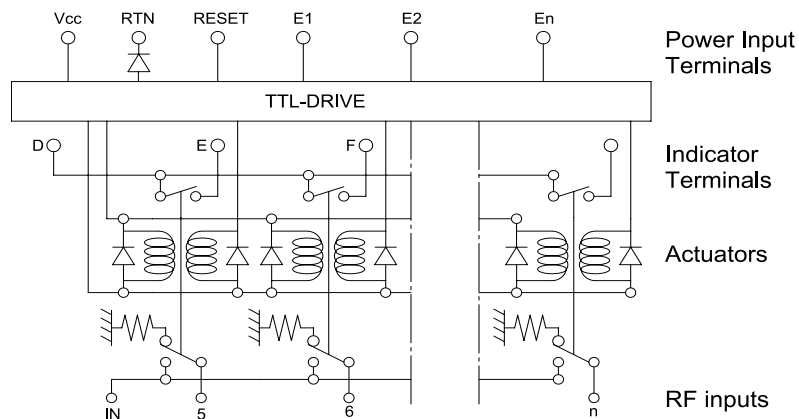 Vcc RTN RESET E1 E2 En
Power Input
Terminals
TTL-DRIVE
D E F
Indicator
Terminals
Actuators
IN 5 6 n
RF inputs